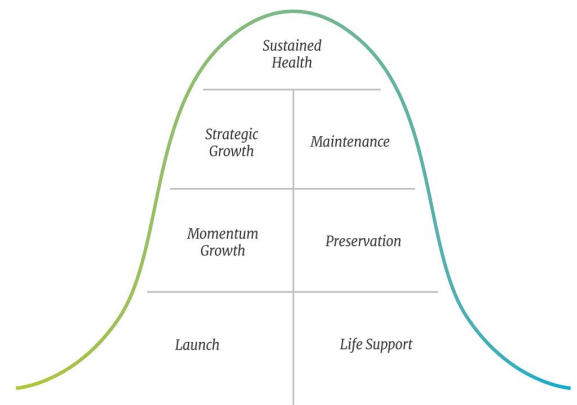 Sustained
Health
Strategic
Growth
Maintenance
Momentum
Growth
Preservation
Launch
Life Support